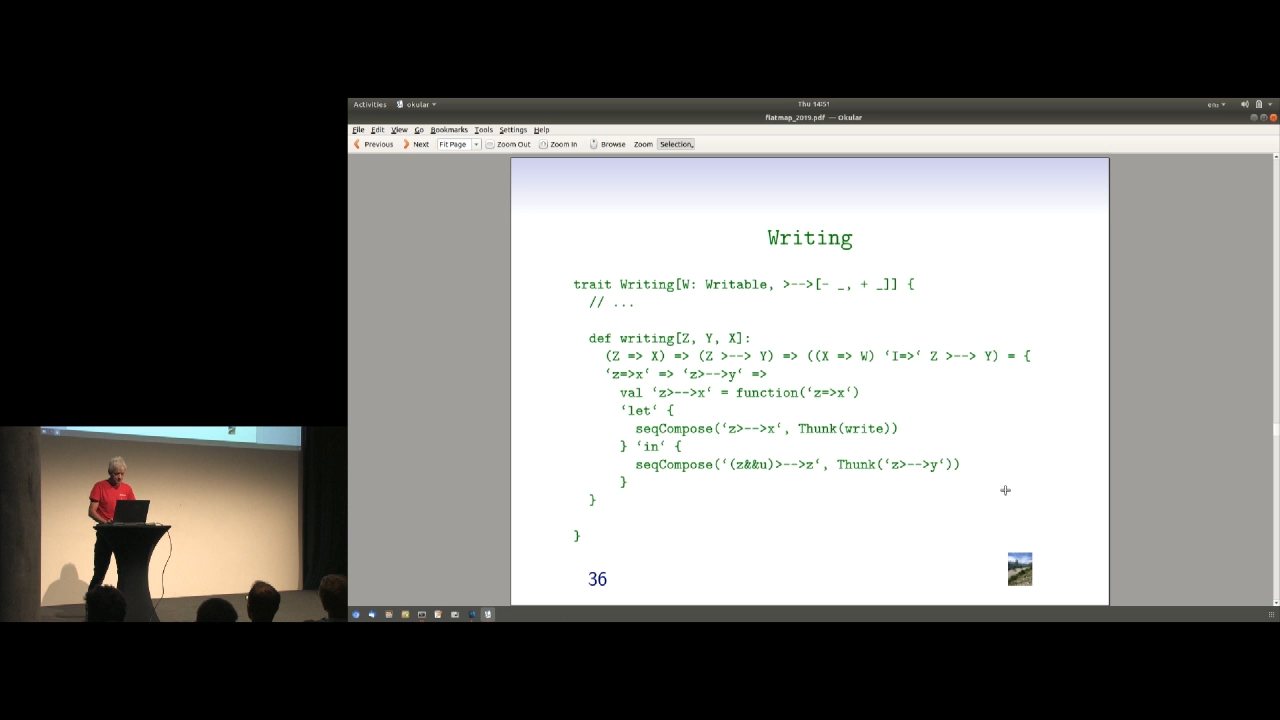 Activities okular Thu 14:51 en₂
flatmap_2019.pdf — Okular
File Edit View Go Bookmarks Tools Settings Help
Previous Next Fit Page Zoom Out Zoom In Browse Zoom Selection
Writing
trait Writing[W: Writable, >-->[- _, + _]] {
// ...
def writing[Z, Y, X]:
(Z => X) => (Z >--> Y) => ((X => W) ‘I=>‘ Z >--> Y) = {
‘z=>x‘ => ‘z>-->y‘ =>
val ‘z>-->x‘ = function(‘z=>x‘)
‘let‘ {
seqCompose(‘z>-->x‘, Thunk(write))
} ‘in‘ {
seqCompose(‘(z&&u)>-->z‘, Thunk(‘z>-->y‘))
}
}
}
36